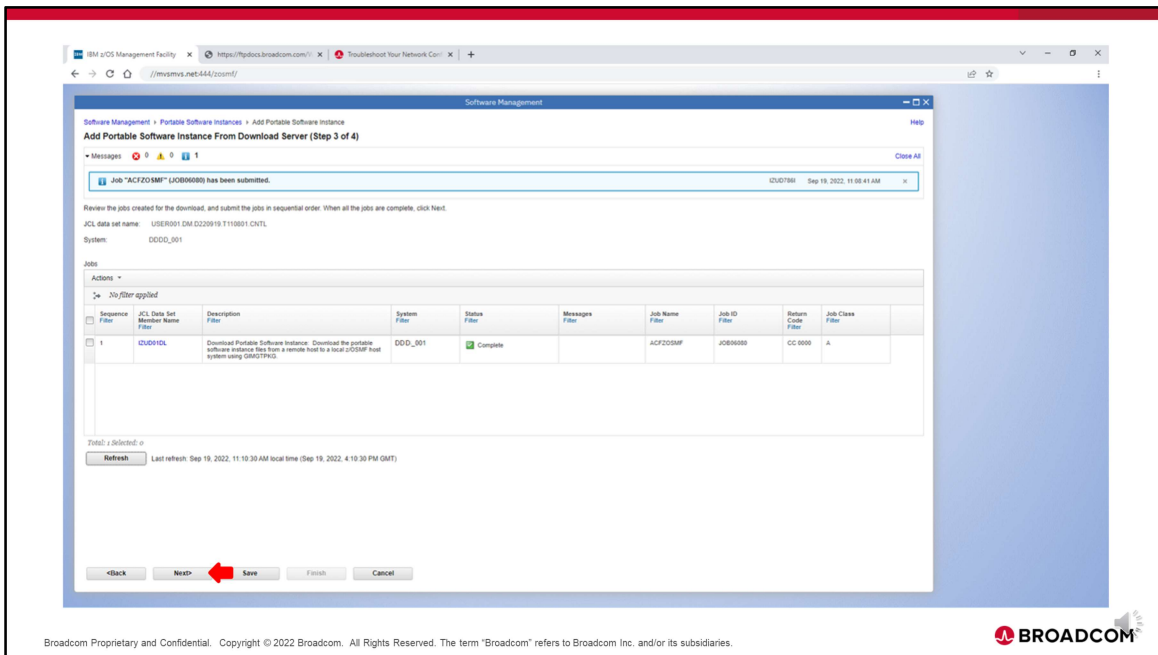 IBM z/OS Management Facility
Troubleshoot Your Network Con
//mvsmvs.net:444/zosmf/
Software Management
Software Management › Portable Software Instances › Add Portable Software Instance
Help
Add Portable Software Instance From Download Server (Step 3 of 4)
Messages 0 0 1
Close All
Job "ACFZOSMF" (JOB06080) has been submitted.
IZUD786I Sep 19, 2022, 11:08:41 AM
Review the jobs created for the download, and submit the jobs in sequential order. When all the jobs are complete, click Next.
JCL data set name: USER001.DM.D220919.T110801.CNTL
System: DDDD_001
Jobs
Actions
No filter applied
Sequence JCL Data Set Description System Status Messages Job Name Job ID Return Job Class
Filter Member Name Filter Filter Filter Filter Filter Filter Code Filter
Filter Filter
1 IZUD01DL Download Portable Software Instance: Download the portable DDD_001 Complete ACFZOSMF JOB06080 CC 0000 A
software instance files from a remote host to a local z/OSMF host
system using GIMGTPKG.
Total: 1 Selected: 0
Refresh Last refresh: Sep 19, 2022, 11:10:30 AM local time (Sep 19, 2022, 4:10:30 PM GMT)
<Back Next> Save Finish Cancel
Broadcom Proprietary and Confidential. Copyright © 2022 Broadcom. All Rights Reserved. The term "Broadcom" refers to Broadcom Inc. and/or its subsidiaries.
BROADCOM